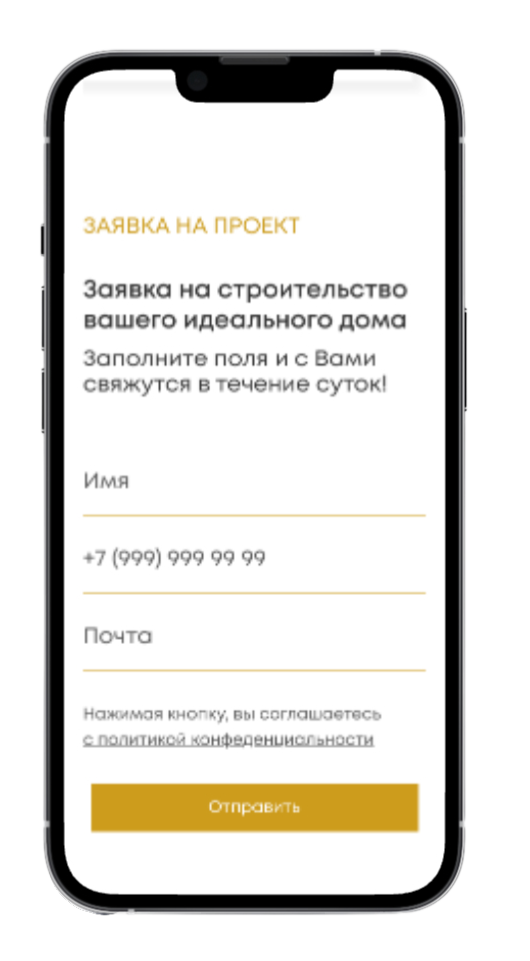 ЗАЯВКА НА ПРОЕКТ
Заявка на строительство
вашего идеального дома
Заполните поля и с Вами
свяжутся в течение суток!
Имя
+7 (999) 999 99 99
Почта
Нажимая кнопку, вы соглашаетесь
с политикой конфеденциальности
Отправить